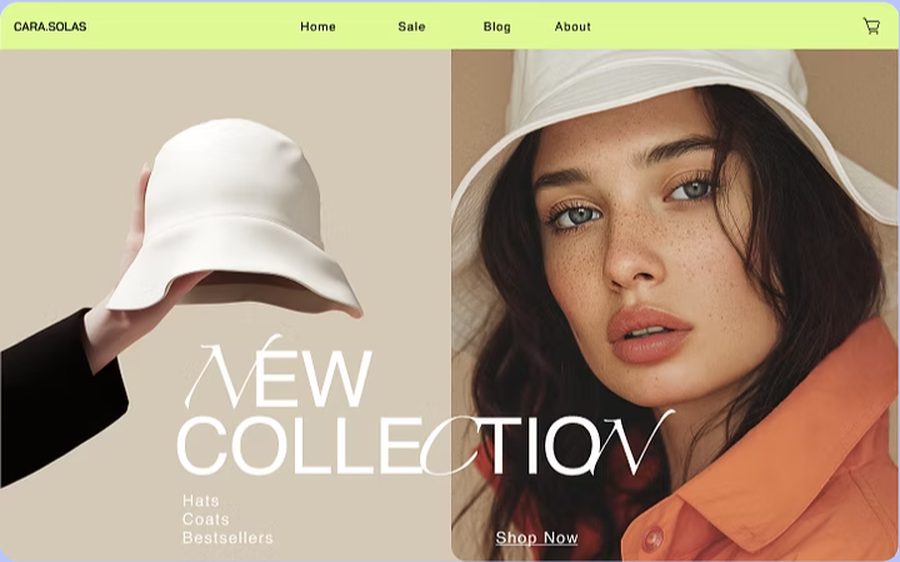 CARA.SOLAS
Home
Sale
Blog
About
NEW
COLLECTION
Hats
Coats
Bestsellers
Shop Now